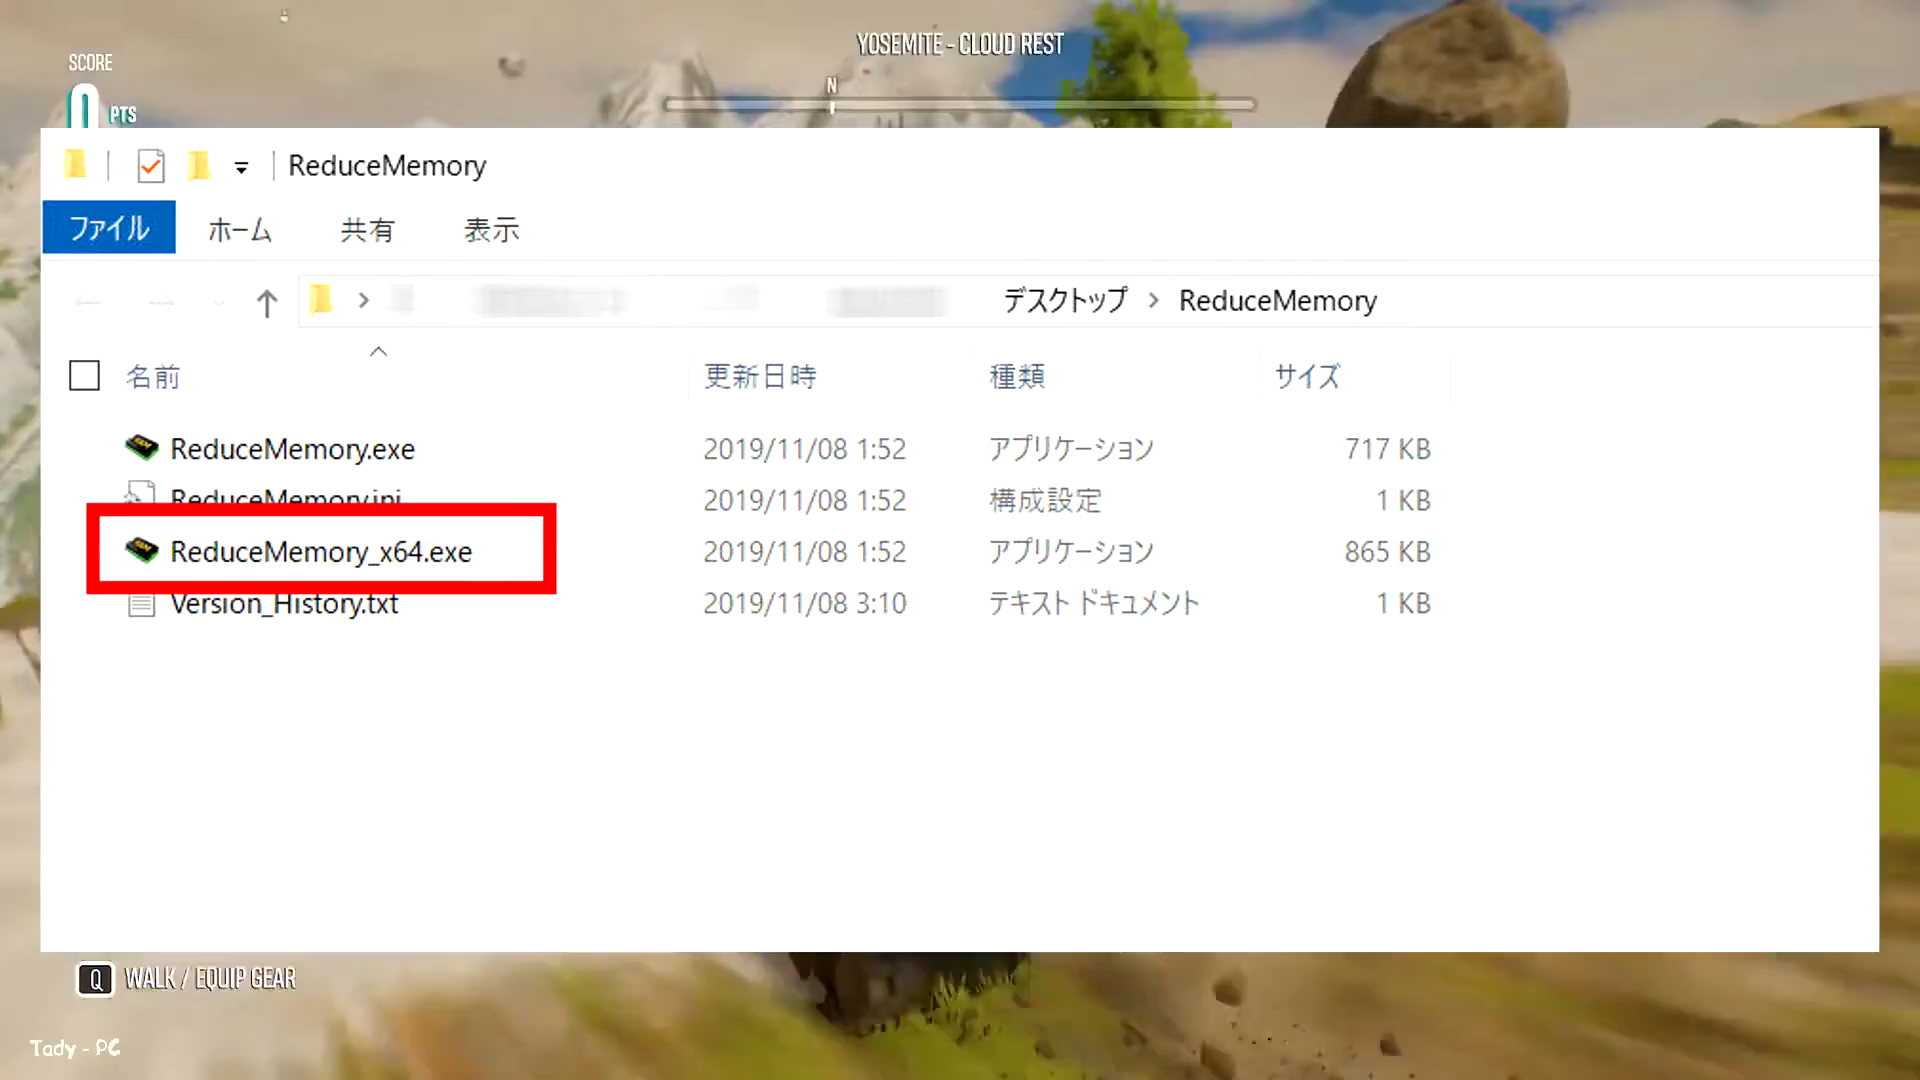 YOSEMITE - CLOUD REST
SCORE
N
0 PTS
ReduceMemory
ファイル ホーム 共有 表示
デスクトップ > ReduceMemory
名前 更新日時 種類 サイズ
ReduceMemory.exe 2019/11/08 1:52 アプリケーション 717 KB
ReduceMemory.ini 2019/11/08 1:52 構成設定 1 KB
ReduceMemory_x64.exe 2019/11/08 1:52 アプリケーション 865 KB
Version_History.txt 2019/11/08 3:10 テキスト ドキュメント 1 KB
Q WALK / EQUIP GEAR
Tady - PC